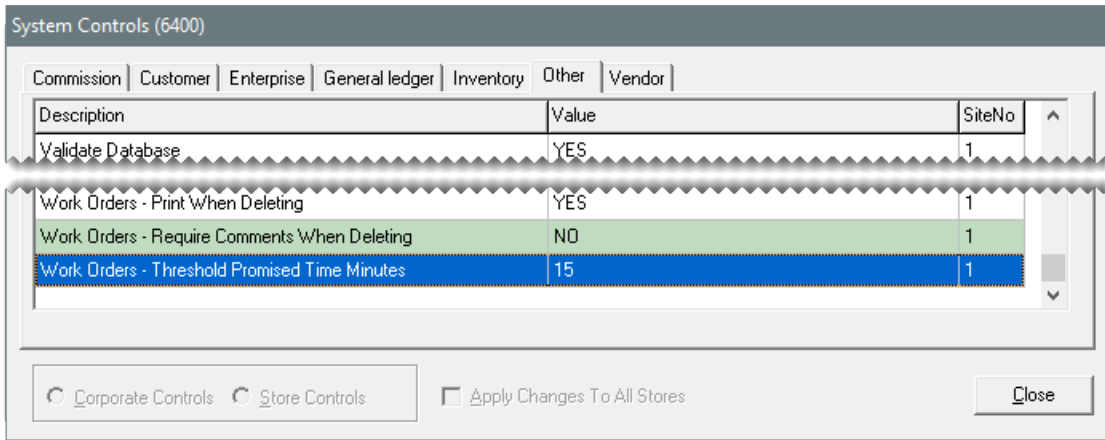 System Controls (6400)
Commission Customer Enterprise General ledger Inventory Other Vendor
Description Value SiteNo
Validate Database YES 1
Work Orders - Print When Deleting YES 1
Work Orders - Require Comments When Deleting NO 1
Work Orders - Threshold Promised Time Minutes 15 1
Corporate Controls Store Controls Apply Changes To All Stores Close